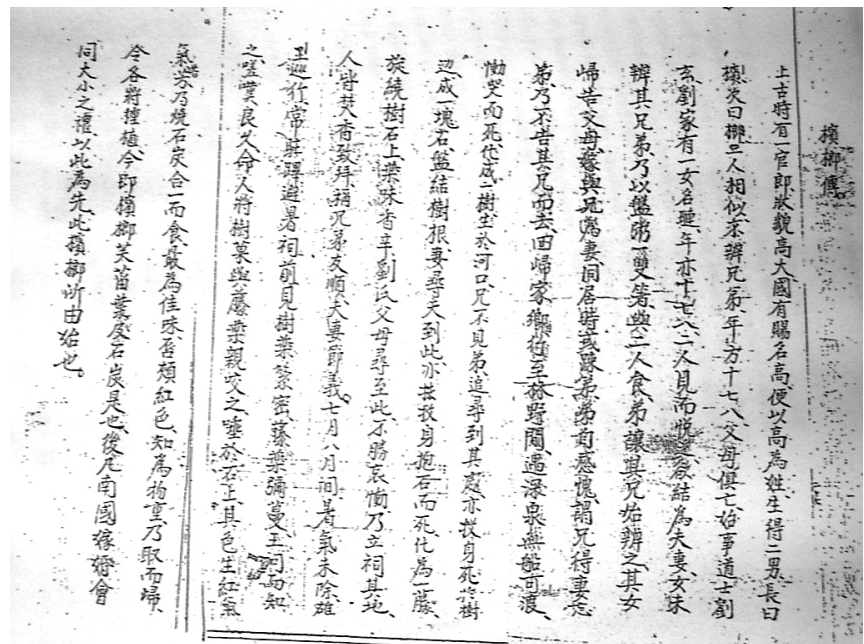 檳榔傳
上古時有一官郎狀貌高大國有賜名高便以高為姓生得二男長曰
檳次曰榔二人相似不辨兄弟年方十七八父母俱亡始事道士劉
玄劉家有一女名璉年亦十七八二人見而悅之欲結為夫妻女未
辨其兄弟乃以盤粥一雙箸與二人食弟讓其兄始辨之其女
歸告父母嫁與兄為妻同居時或踈弟弟自感愧謂兄得妻忘
弟乃不告其兄而去回歸家鄉行至林野間遇深泉無船可渡
慟哭而死化成一樹生於河口兄不見弟追尋到其處亦投身死於樹
边成一塊石盤結樹根妻尋夫到此亦投身抱石而死化為一藤
旋繞樹石上葉味香辛劉氏父母尋至此不勝哀慟乃立祠其地
人皆焚香致拜稱兄弟友順夫妻節義七月八月間暑氣未除雄
王巡行常駐蹕避暑祠前見樹葉繁密藤葉彌蔓王問而知
之嗟嘆良久命人將樹菓與藤葉親咬之唾於石上其色生紅氣
氣芳乃燒石灰合一而食最為佳味唇頰紅色知為物重乃取而歸
令各將種植今即檳榔芙𦲿葉及石灰是也後凡南國嫁婚會
同大小之禮以此為先此檳榔所由始也